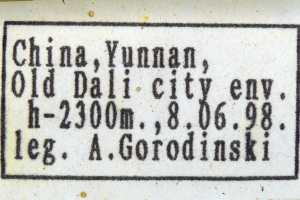 China,Yunnan,
Old Dali city env.
h-2300m.,8.06.98.
leg. A.Gorodinski